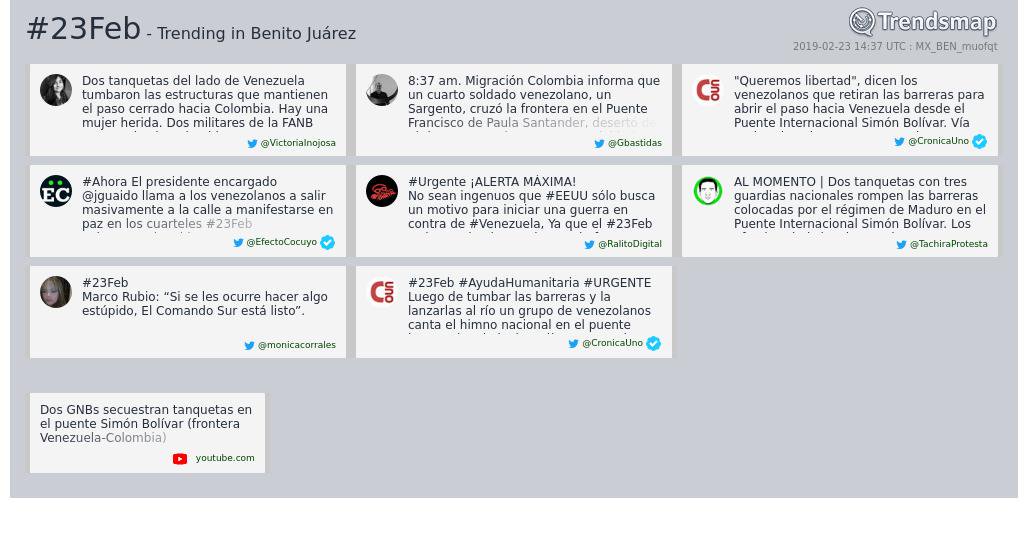 #23Feb - Trending in Benito Juárez
Trendsmap
2019-02-23 14:37 UTC : MX_BEN_muofqt
Dos tanquetas del lado de Venezuela
tumbaron las estructuras que mantienen
el paso cerrado hacia Colombia. Hay una
mujer herida. Dos militares de la FANB
@VictoriaInojosa
8:37 am. Migración Colombia informa que
un cuarto soldado venezolano, un
Sargento, cruzó la frontera en el Puente
Francisco de Paula Santander, desertó de
@Gbastidas
"Queremos libertad", dicen los
venezolanos que retiran las barreras para
abrir el paso hacia Venezuela desde el
Puente Internacional Simón Bolívar. Vía
@CronicaUno
#Ahora El presidente encargado
@jguaido llama a los venezolanos a salir
masivamente a la calle a manifestarse en
paz en los cuarteles #23Feb
@EfectoCocuyo
#Urgente ¡ALERTA MÁXIMA!
No sean ingenuos que #EEUU sólo busca
un motivo para iniciar una guerra en
contra de #Venezuela, Ya que el #23Feb
@RalitoDigital
AL MOMENTO | Dos tanquetas con tres
guardias nacionales rompen las barreras
colocadas por el régimen de Maduro en el
Puente Internacional Simón Bolívar. Los
@TachiraProtesta
#23Feb
Marco Rubio: “Si se les ocurre hacer algo
estúpido, El Comando Sur está listo”.
@monicacorrales
#23Feb #AyudaHumanitaria #URGENTE
Luego de tumbar las barreras y la
lanzarlas al río un grupo de venezolanos
canta el himno nacional en el puente
@CronicaUno
Dos GNBs secuestran tanquetas en
el puente Simón Bolívar (frontera
Venezuela-Colombia)
youtube.com